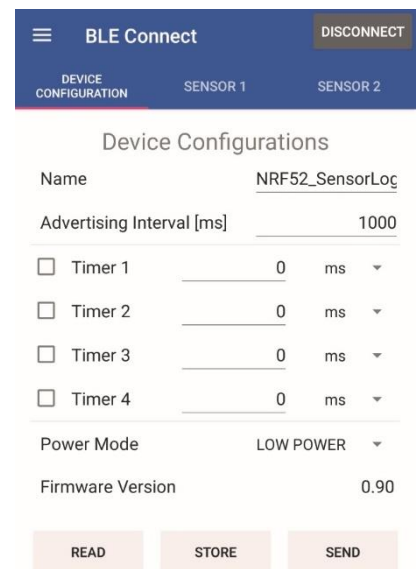 BLE Connect DISCONNECT
DEVICE CONFIGURATION SENSOR 1 SENSOR 2
Device Configurations
Name NRF52_SensorLog
Advertising Interval [ms] 1000
Timer 1 0 ms
Timer 2 0 ms
Timer 3 0 ms
Timer 4 0 ms
Power Mode LOW POWER
Firmware Version 0.90
READ STORE SEND